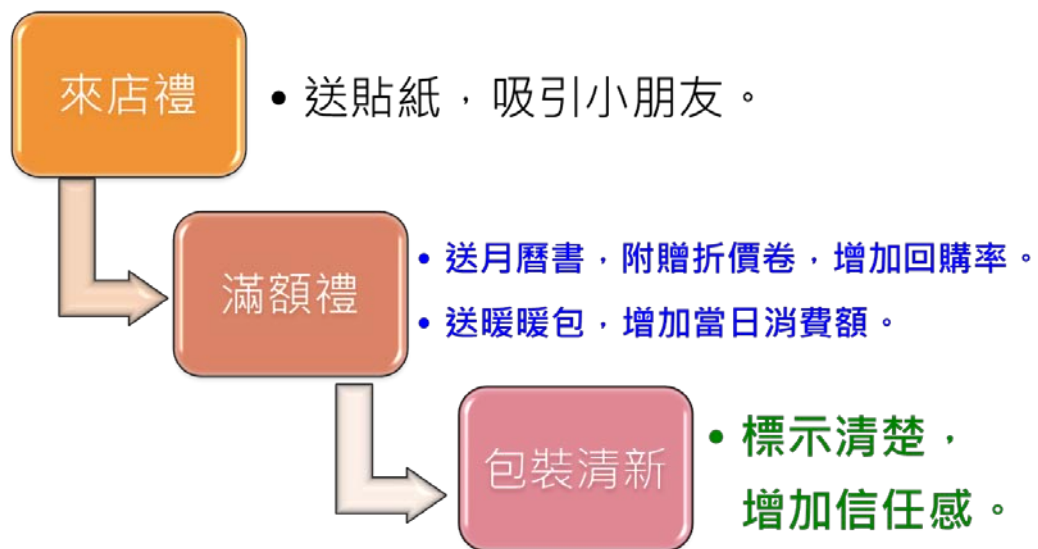 來店禮
• 送貼紙，吸引小朋友。
滿額禮
• 送月曆書，附贈折價卷，增加回購率。
• 送暖暖包，增加當日消費額。
包裝清新
• 標示清楚，
增加信任感。